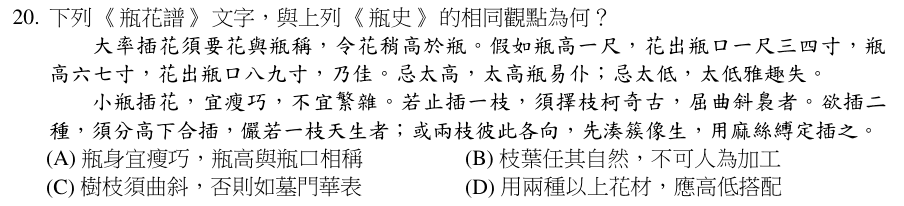 20. 下列《瓶花譜》文字，與上列《瓶史》的相同觀點為何？
大率插花須要花與瓶稱，令花稍高於瓶。假如瓶高一尺，花出瓶口一尺三四寸，瓶
高六七寸，花出瓶口八九寸，乃佳。忌太高，太高瓶易仆；忌太低，太低雅趣失。
小瓶插花，宜瘦巧，不宜繁雜。若止插一枝，須擇枝柯奇古，屈曲斜裊者。欲插二
種，須分高下合插，儼若一枝天生者；或兩枝彼此各向，先湊簇像生，用麻絲縛定插之。
(A) 瓶身宜瘦巧，瓶高與瓶口相稱 (B) 枝葉任其自然，不可人為加工
(C) 樹枝須曲斜，否則如墓門華表 (D) 用兩種以上花材，應高低搭配